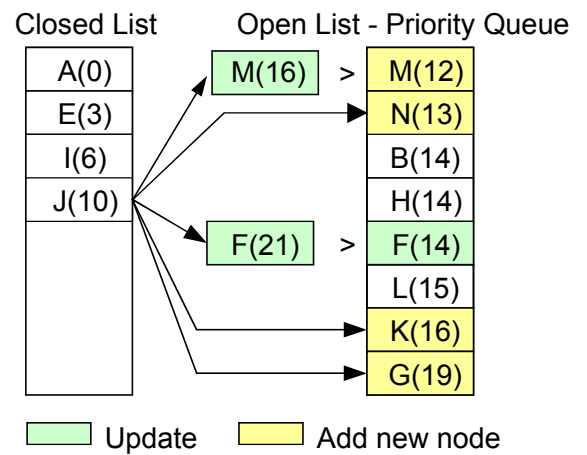 Closed List Open List - Priority Queue
A(0) M(16) > M(12)
E(3) N(13)
I(6) B(14)
J(10) H(14)
F(21) > F(14)
L(15)
K(16)
G(19)
Update Add new node